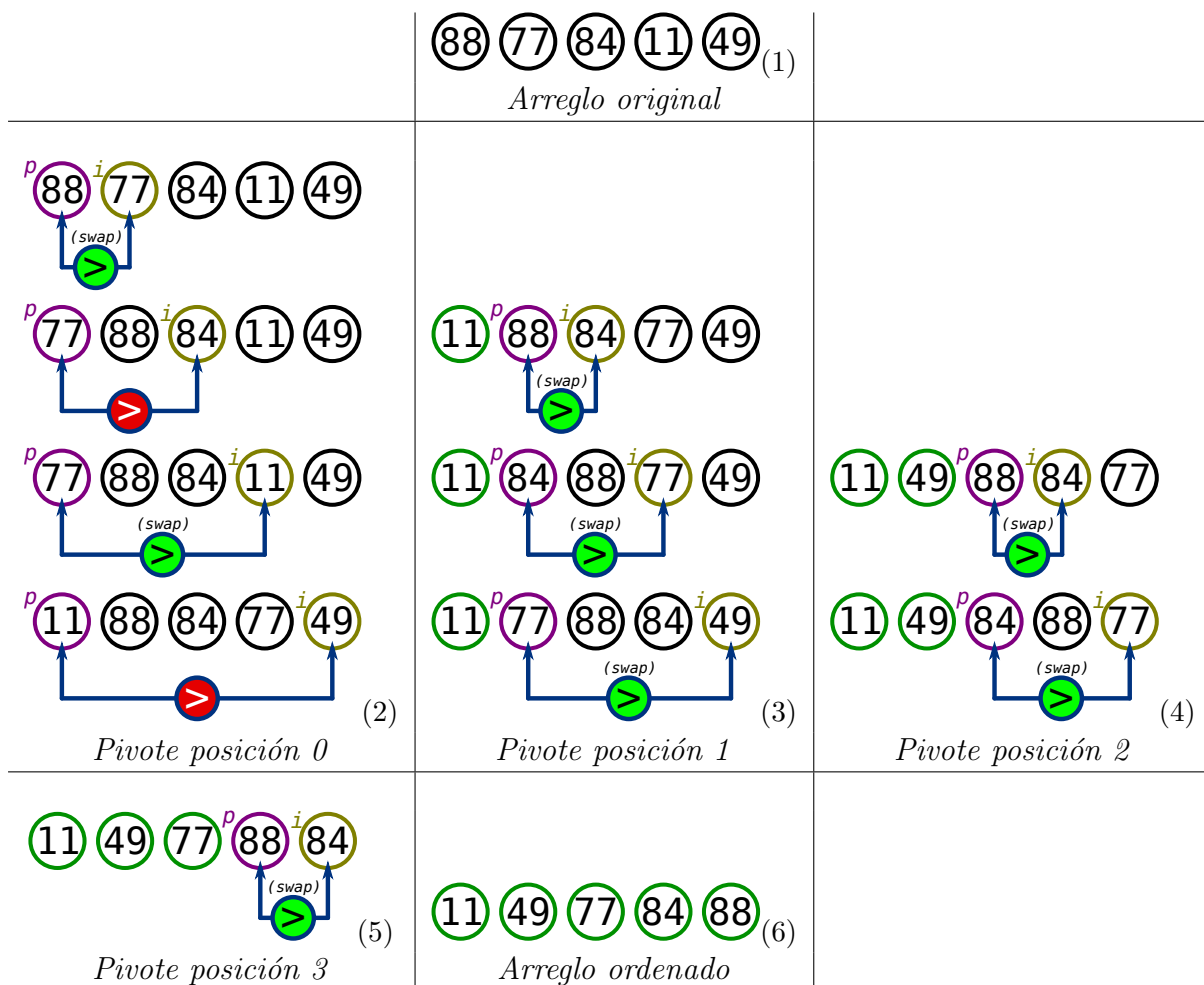 88 77 84 11 49 (1)
Arreglo original
p 88 i 77 84 11 49
(swap)
>
p 77 88 i 84 11 49
>
p 77 88 84 i 11 49
(swap)
>
p 11 88 84 77 i 49
>
(2)
Pivote posición 0
11 p 88 i 84 77 49
(swap)
>
11 p 84 88 i 77 49
(swap)
>
11 p 77 88 84 i 49
(swap)
>
(3)
Pivote posición 1
11 49 p 88 i 84 77
(swap)
>
11 49 p 84 88 i 77
(swap)
>
(4)
Pivote posición 2
11 49 77 p 88 i 84
(swap)
>
(5)
Pivote posición 3
11 49 77 84 88 (6)
Arreglo ordenado